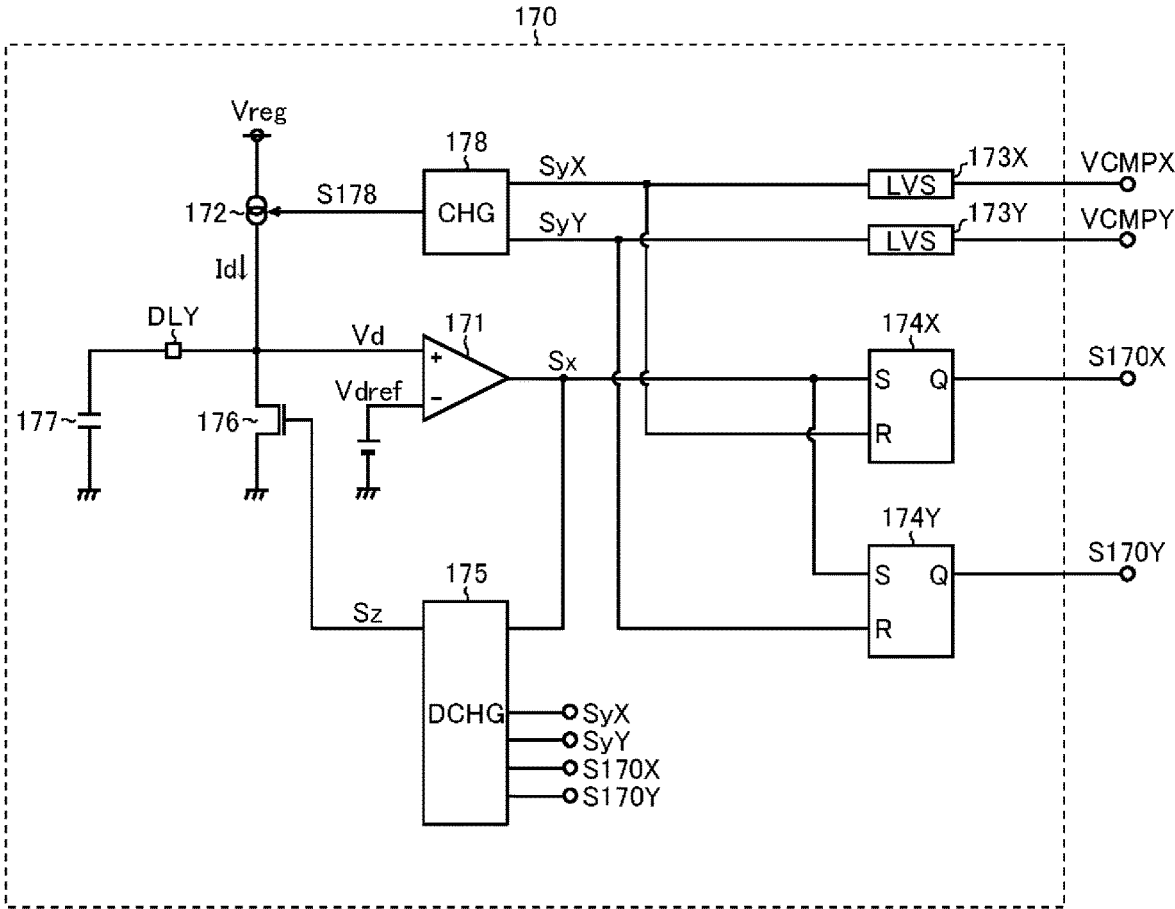 170
Vreg
178
SyX
173X
VCMPX
LVS
S178
172
CHG
SyY
173Y
VCMPY
LVS
Id↓
DLY
Vd
171
174X
+
Sx
S
Q
S170X
Vdref
−
177
176
R
174Y
S170Y
175
S
Q
Sz
R
DCHG
SyX
SyY
S170X
S170Y